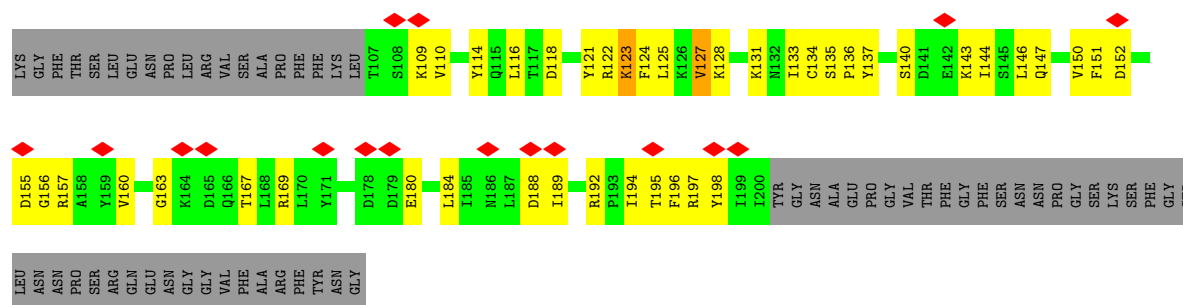 LYS GLY PHE THR SER LEU GLU ASN PRO LEU ARG VAL SER ALA PRO PHE PHE LYS LEU T107 S108 K109 V110 Y114 Q115 L116 T117 D118 Y121 R122 K123 F124 L125 K126 V127 K128 K131 N132 I133 C134 S135 P136 Y137 S140 D141 E142 K143 I144 S145 L146 Q147 V150 F151 D152
D155 G156 R157 A158 Y159 V160 G163 K164 D165 Q166 T167 L168 R169 L170 Y171 D178 D179 E180 L184 I185 N186 L187 D188 I189 R192 P193 I194 T195 F196 R197 Y198 I199 I200 TYR GLY ASN ALA GLU PRO GLY VAL THR PHE GLY PHE SER ASN ASN PRO GLY SER LYS SER PHE GLY
LEU ASN ASN PRO SER ARG GLN GLU ASN GLY GLY VAL PHE ALA ARG PHE TYR ASN GLY